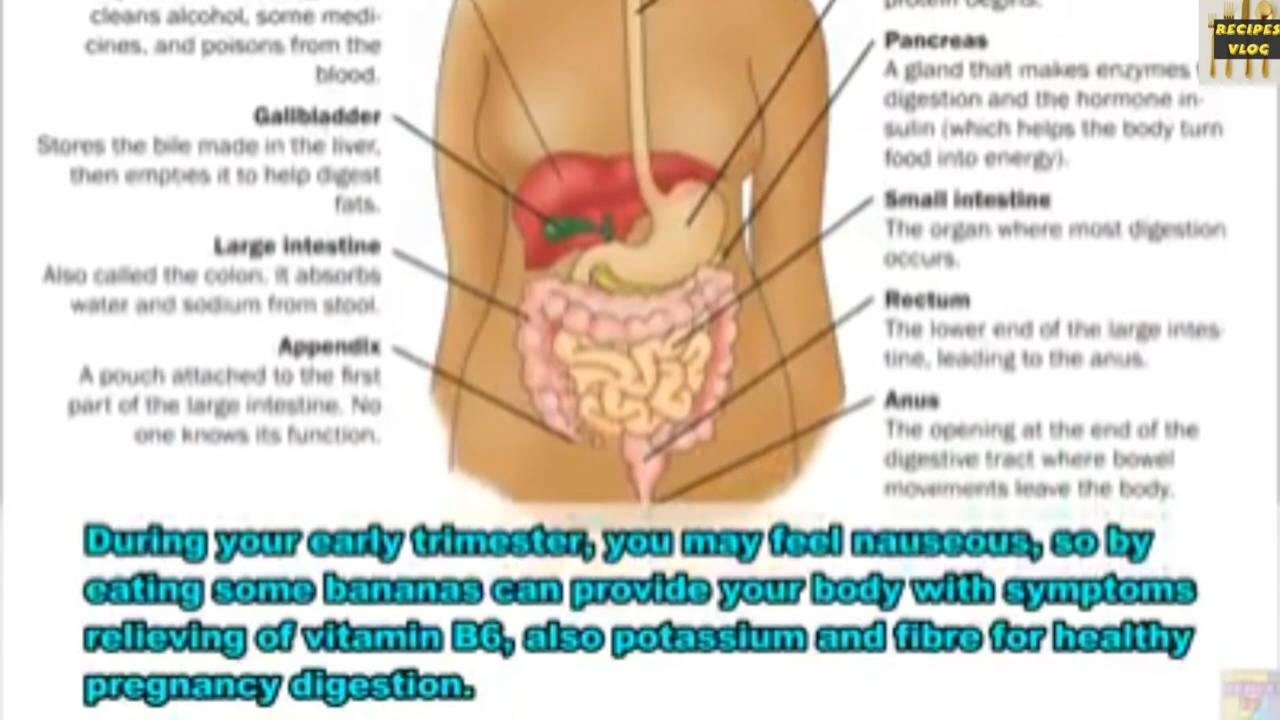 cleans alcohol, some medi-
cines, and poisons from the
blood.
Gallbladder
Stores the bile made in the liver,
then empties it to help digest
fats.
Large intestine
Also called the colon. It absorbs
water and sodium from stool.
Appendix
A pouch attached to the first
part of the large intestine. No
one knows its function.
protein begins.
Pancreas
A gland that makes enzymes
digestion and the hormone in-
sulin (which helps the body turn
food into energy).
Small intestine
The organ where most digestion
occurs.
Rectum
The lower end of the large intes-
tine, leading to the anus.
Anus
The opening at the end of the
digestive tract where bowel
movements leave the body.
RECIPES
VLOG
During your early trimester, you may feel nauseous, so by
eating some bananas can provide your body with symptoms
relieving of vitamin B6, also potassium and fibre for healthy
pregnancy digestion.